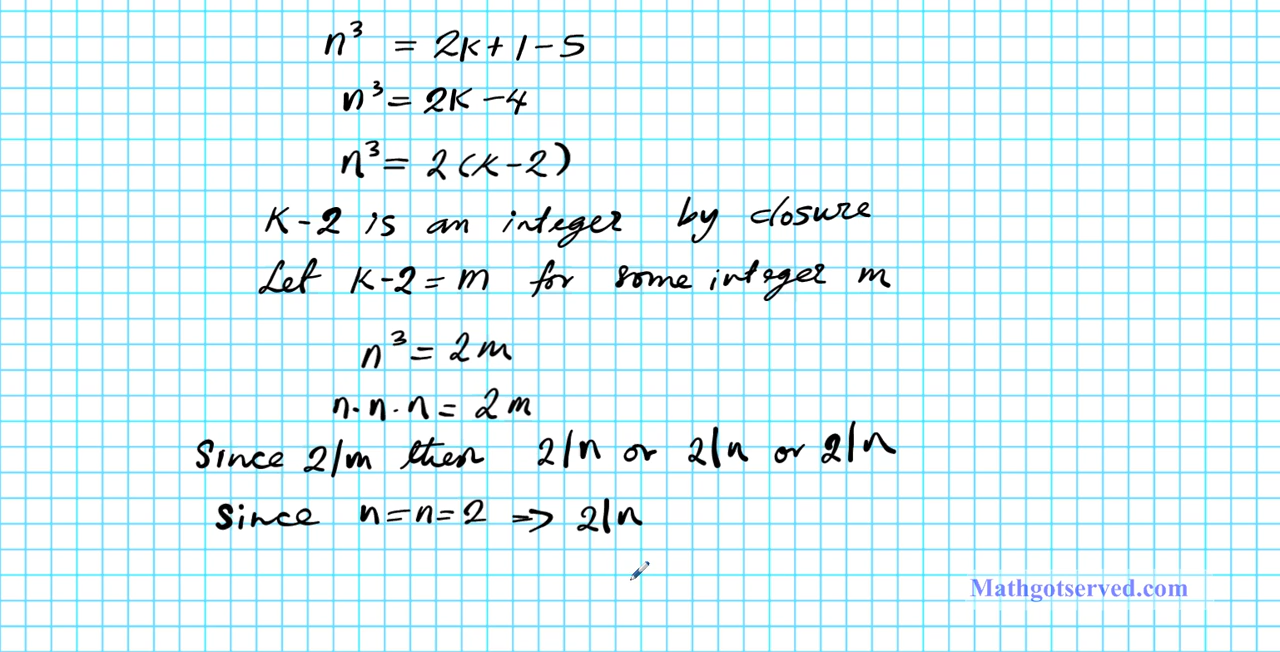 n³ = 2k+1-5
n³ = 2k-4
n³ = 2(k-2)
k-2 is an integer by closure
Let k-2 = m for some integer m
n³ = 2m
n·n·n = 2m
Since 2/m then 2/n or 2|n or 2|n
Since n=n=2 => 2|n
Mathgotserved.com